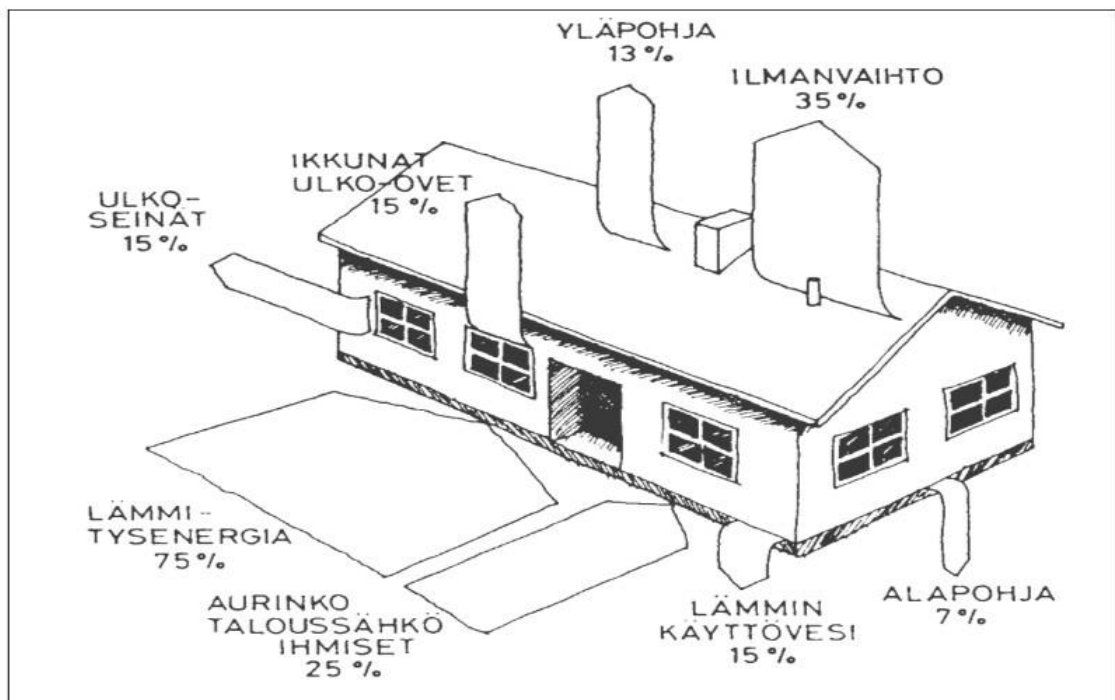 YLÄPOHJA
13 %
ILMANVAIHTO
35 %
IKKUNAT
ULKO-OVET
15 %
ULKO-
SEINÄT
15 %
LÄMMI-
TYSENERGIA
75 %
AURINKO
TALOUSSÄHKÖ
IHMISET
25 %
LÄMMIN
KÄYTTÖVESI
15 %
ALAPOHJA
7 %